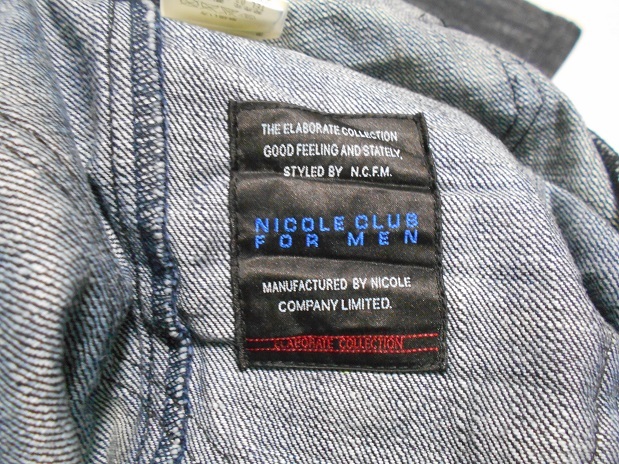 THE ELABORATE COLLECTION
GOOD FEELING AND STATELY,
STYLED BY N.C.F.M.
NICOLE CLUB
FOR MEN
MANUFACTURED BY NICOLE
COMPANY LIMITED.
ELABORATE COLLECTION